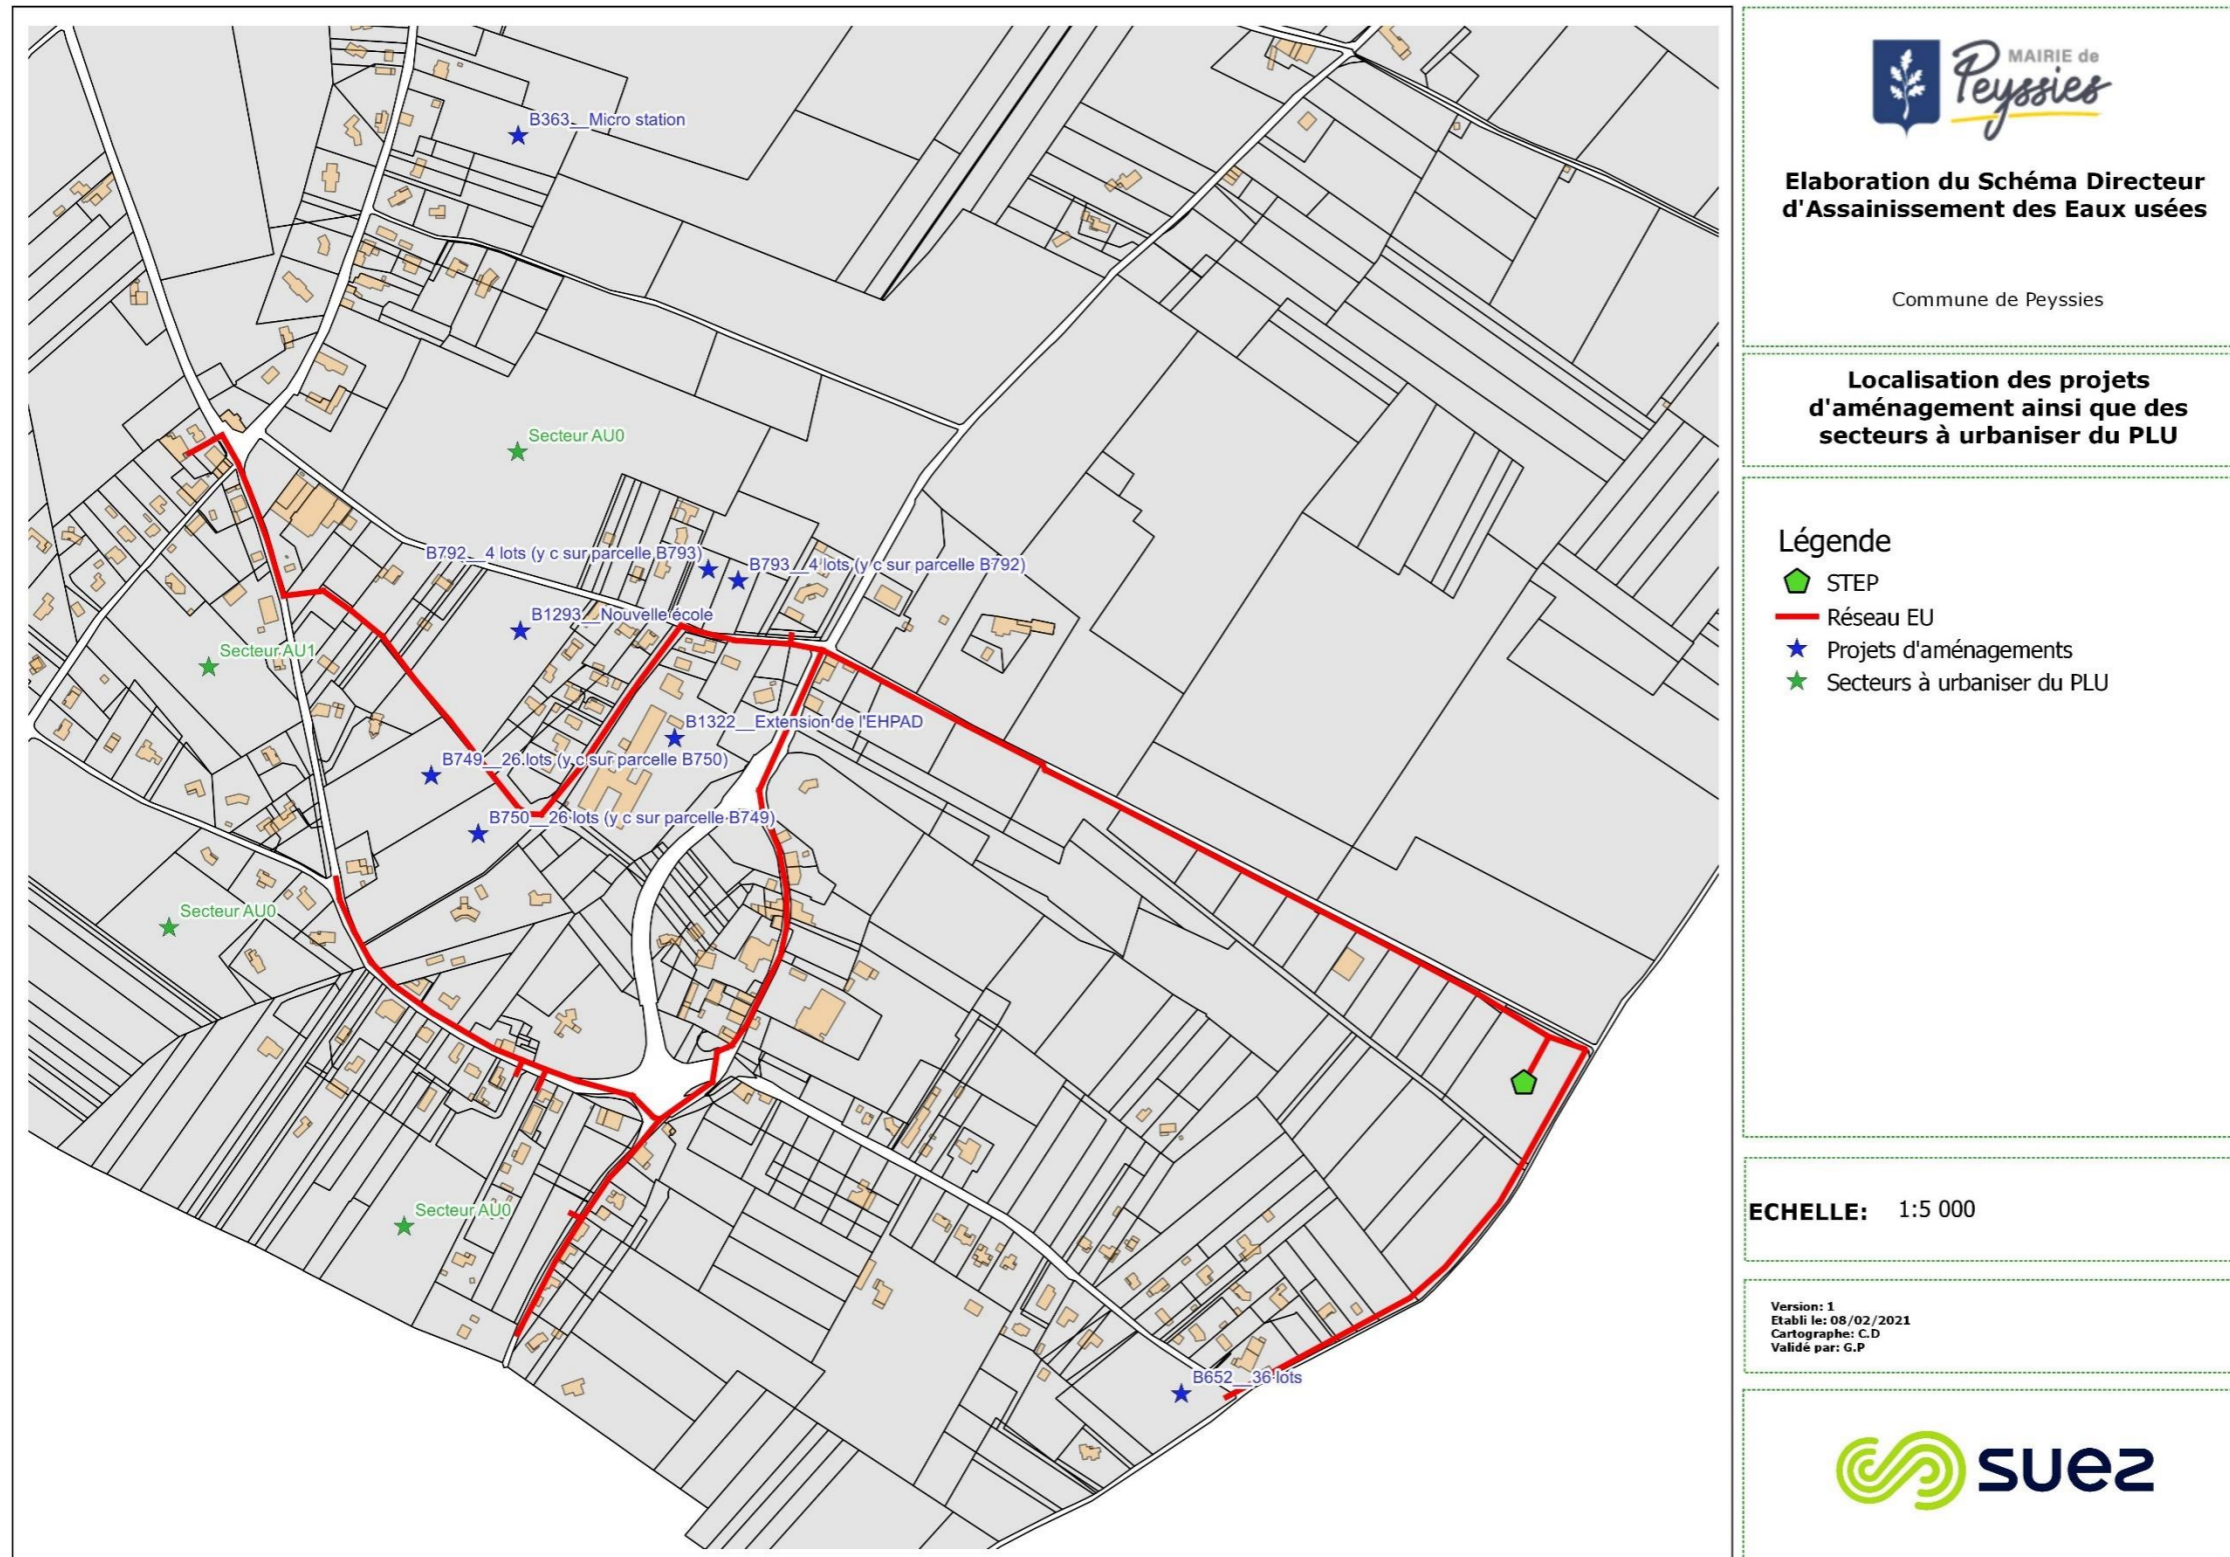 B363__Micro station
Secteur AU0
B792__4 lots (y c sur parcelle B793)
B793__4 lots (y c sur parcelle B792)
B1293__Nouvelle école
Secteur AU1
B1322__Extension de l'EHPAD
B749__26 lots (y c sur parcelle B750)
B750__26 lots (y c sur parcelle B749)
Secteur AU0
Secteur AU0
B652__36 lots
MAIRIE de
Peyssies
Elaboration du Schéma Directeur
d'Assainissement des Eaux usées
Commune de Peyssies
Localisation des projets
d'aménagement ainsi que des
secteurs à urbaniser du PLU
Légende
STEP
Réseau EU
Projets d'aménagements
Secteurs à urbaniser du PLU
ECHELLE: 1:5 000
Version: 1
Etabli le: 08/02/2021
Cartographe: C.D
Validé par: G.P
suez